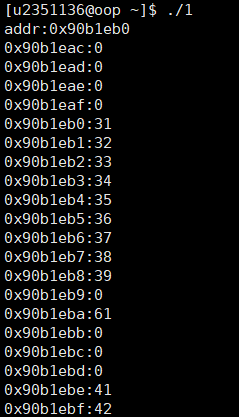 [u2351136@oop ~]$ ./1
addr:0x90b1eb0
0x90b1eac:0
0x90b1ead:0
0x90b1eae:0
0x90b1eaf:0
0x90b1eb0:31
0x90b1eb1:32
0x90b1eb2:33
0x90b1eb3:34
0x90b1eb4:35
0x90b1eb5:36
0x90b1eb6:37
0x90b1eb7:38
0x90b1eb8:39
0x90b1eb9:0
0x90b1eba:61
0x90b1ebb:0
0x90b1ebc:0
0x90b1ebd:0
0x90b1ebe:41
0x90b1ebf:42